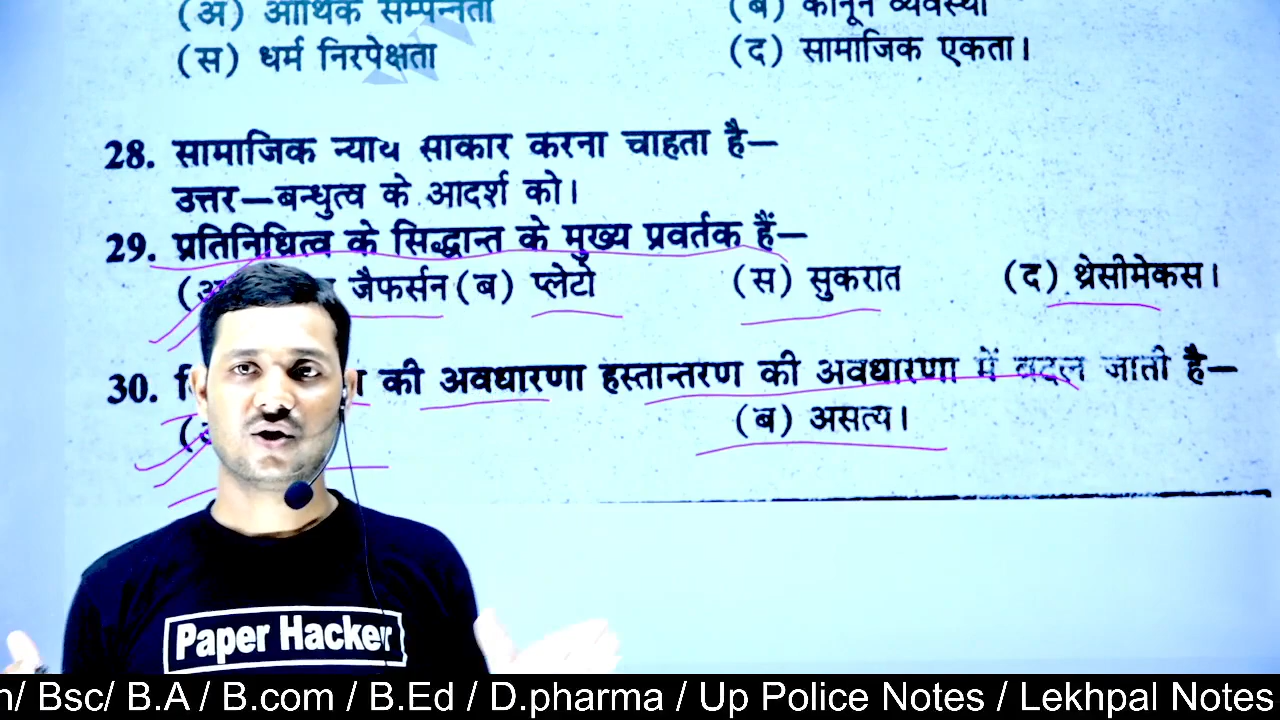 (अ) आर्थिक सम्पन्नता (ब) कानून व्यवस्था
(स) धर्म निरपेक्षता (द) सामाजिक एकता।
28. सामाजिक न्याय साकार करना चाहता है—
उत्तर—बन्धुत्व के आदर्श को।
29. प्रतिनिधित्व के सिद्धान्त के मुख्य प्रवर्तक हैं—
जैफर्सन (ब) प्लेटो (स) सुकरात (द) थ्रेसीमेकस।
30. की अवधारणा हस्तान्तरण की अवधारणा में बदल जाती है—
(ब) असत्य।
Paper Hacker
/ Bsc/ B.A / B.com / B.Ed / D.pharma / Up Police Notes / Lekhpal Notes